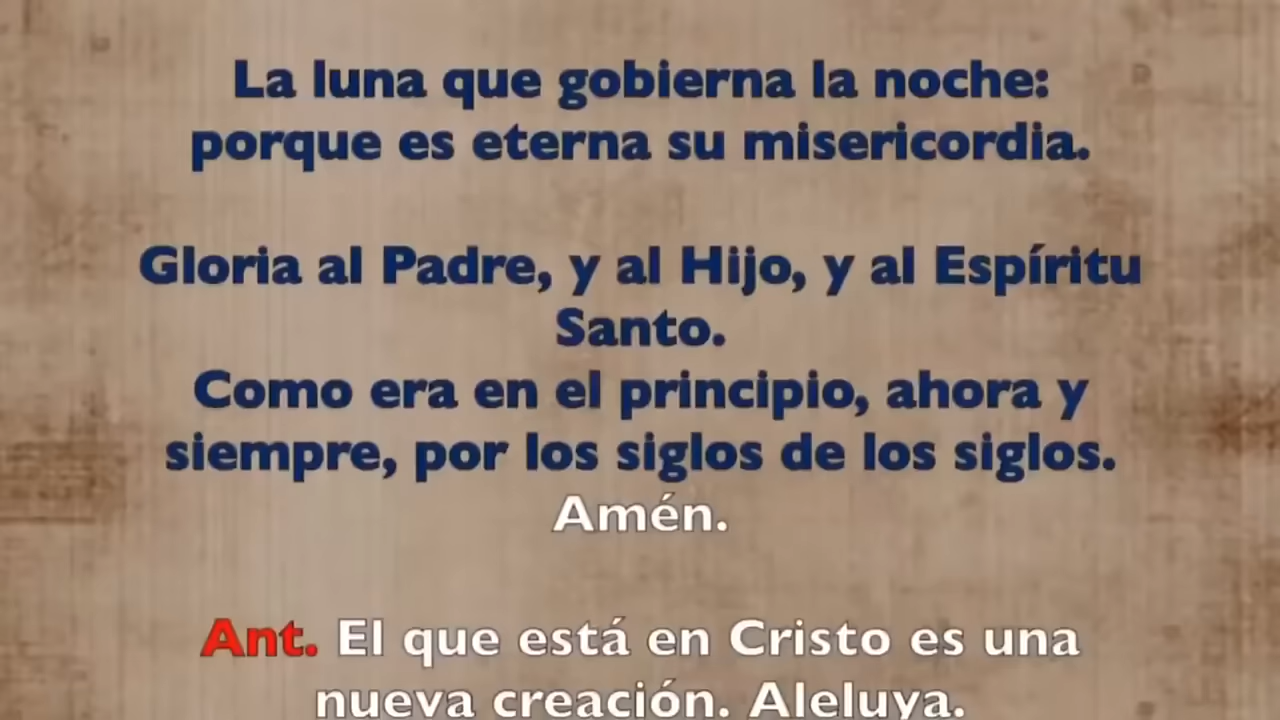 La luna que gobierna la noche:
porque es eterna su misericordia.
Gloria al Padre, y al Hijo, y al Espíritu
Santo.
Como era en el principio, ahora y
siempre, por los siglos de los siglos.
Amén.
Ant. El que está en Cristo es una
nueva creación. Aleluya.